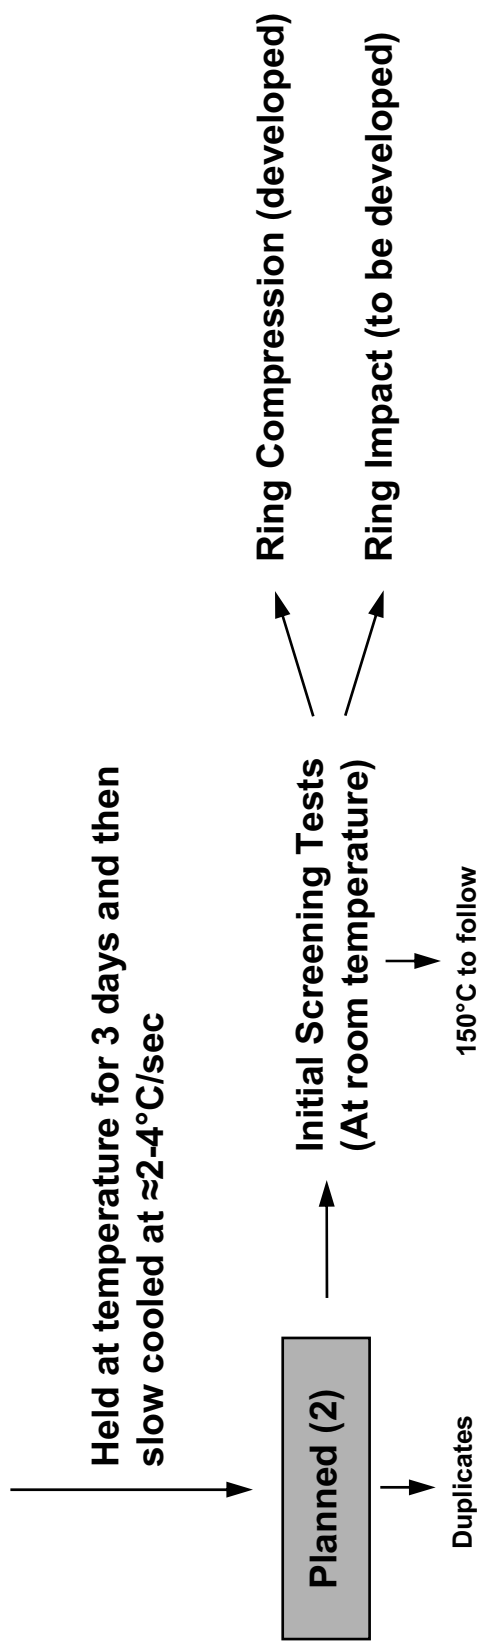 Held at temperature for 3 days and then
slow cooled at ≈2-4°C/sec
Planned (2)
Duplicates
Initial Screening Tests
(At room temperature)
150°C to follow
Ring Compression (developed)
Ring Impact (to be developed)